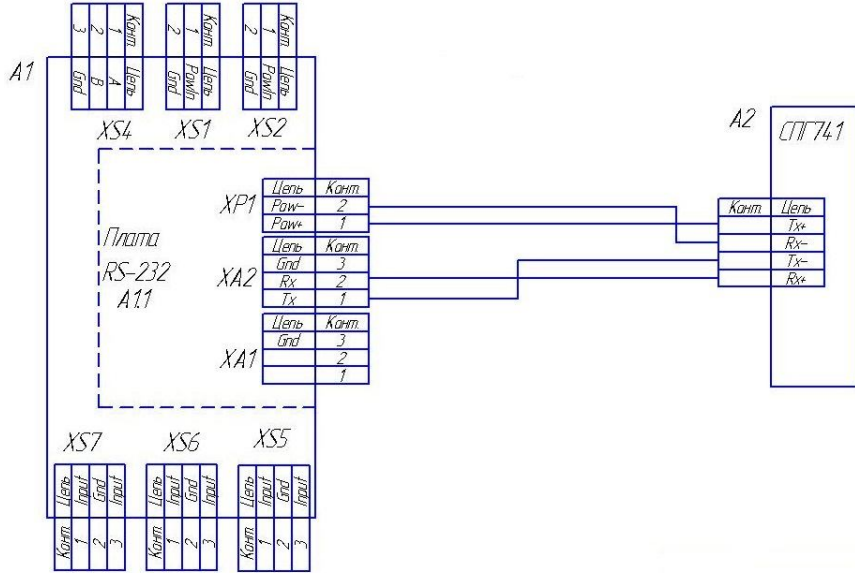 3 2 1 Конт.
Gnd B A Цепь
2 1 Конт.
Gnd PowIn Цепь
2 1 Конт.
Gnd PowIn Цепь
A1
XS4 XS1 XS2
A2
СПГ741
XP1
Цепь Конт.
Pow- 2
Pow+ 1
Конт. Цепь
Tx+
Rx-
Tx-
Rx+
Плата
RS-232
A1.1
XA2
Цепь Конт.
Gnd 3
Rx 2
Tx 1
XA1
Цепь Конт.
Gnd 3
2
1
XS7 XS6 XS5
Цепь Input Gnd Input
Конт. 1 2 3
Цепь Input Gnd Input
Конт. 1 2 3
Цепь Input Gnd Input
Конт. 1 2 3